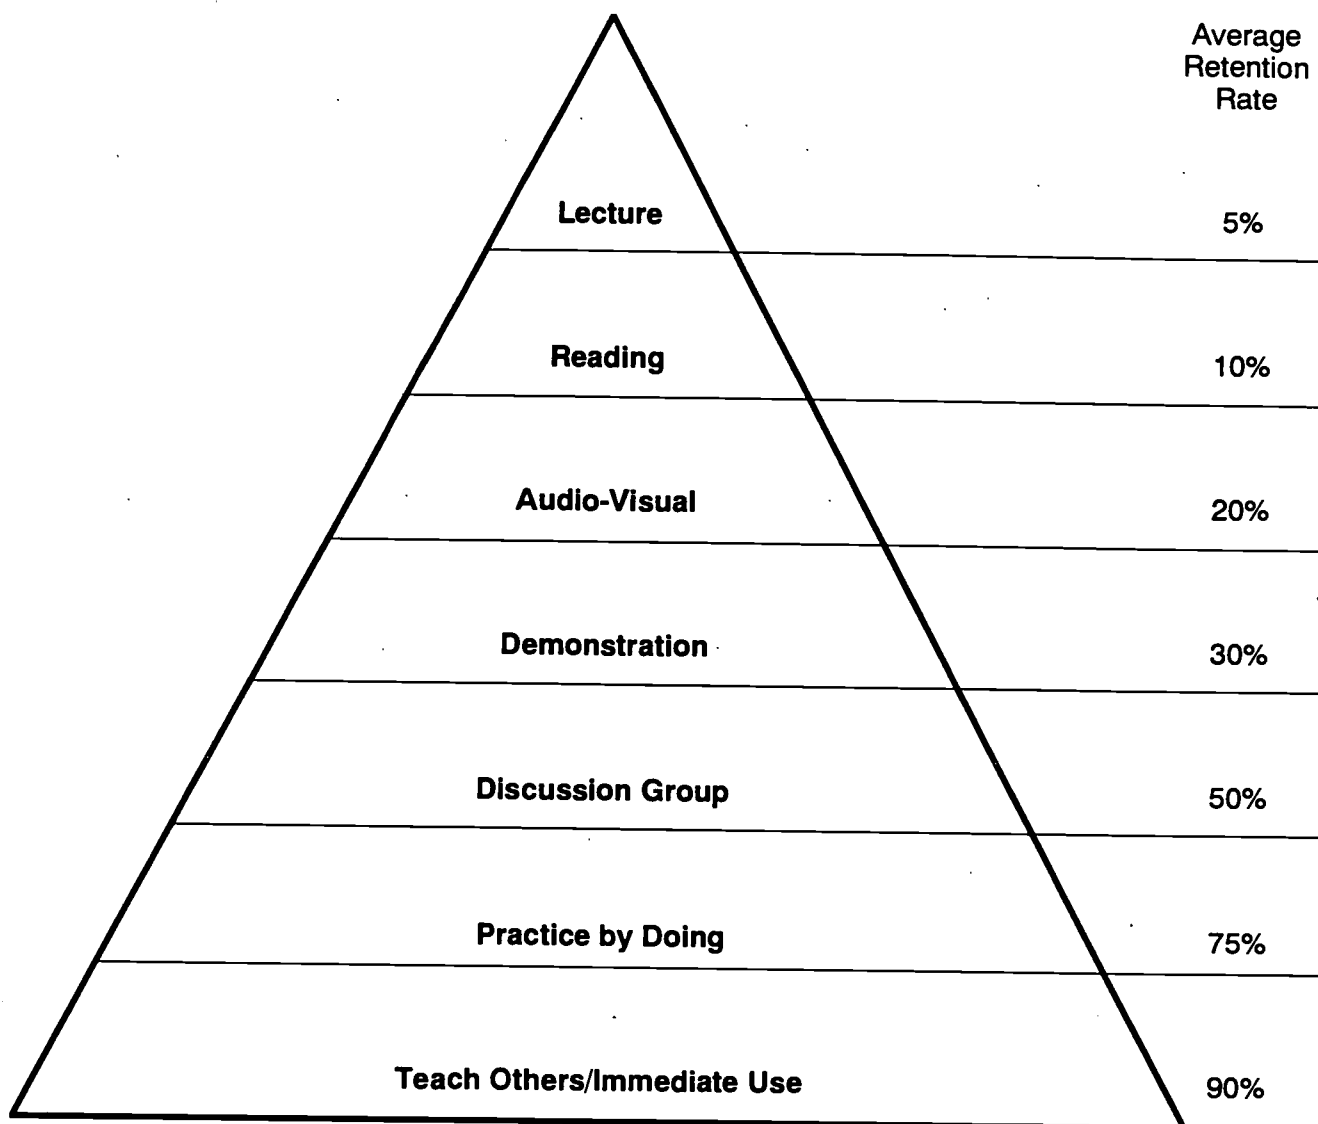 Average
Retention
Rate
Lecture 5%
Reading 10%
Audio-Visual 20%
Demonstration 30%
Discussion Group 50%
Practice by Doing 75%
Teach Others/Immediate Use 90%